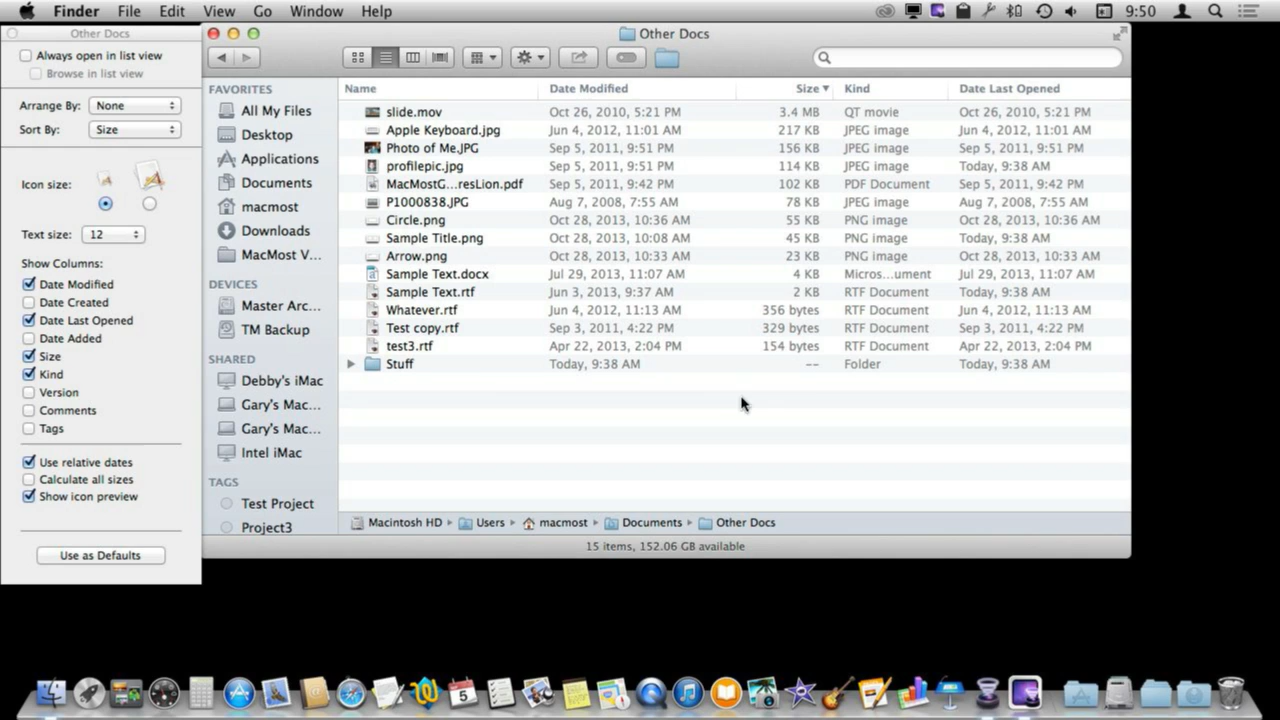 Finder File Edit View Go Window Help 9:50
Other Docs
Always open in list view
Browse in list view
Arrange By: None
Sort By: Size
Icon size:
Text size: 12
Show Columns:
Date Modified
Date Created
Date Last Opened
Date Added
Size
Kind
Version
Comments
Tags
Use relative dates
Calculate all sizes
Show icon preview
Use as Defaults
Other Docs
FAVORITES
All My Files
Desktop
Applications
Documents
macmost
Downloads
MacMost V...
DEVICES
Master Arc...
TM Backup
SHARED
Debby's iMac
Gary's Mac...
Gary's Mac...
Intel iMac
TAGS
Test Project
Project3
Name Date Modified Size Kind Date Last Opened
slide.mov Oct 26, 2010, 5:21 PM 3.4 MB QT movie Oct 26, 2010, 5:21 PM
Apple Keyboard.jpg Jun 4, 2012, 11:01 AM 217 KB JPEG image Jun 4, 2012, 11:01 AM
Photo of Me.JPG Sep 5, 2011, 9:51 PM 156 KB JPEG image Sep 5, 2011, 9:51 PM
profilepic.jpg Sep 5, 2011, 9:51 PM 114 KB JPEG image Today, 9:38 AM
MacMostG...resLion.pdf Sep 5, 2011, 9:42 PM 102 KB PDF Document Sep 5, 2011, 9:42 PM
P1000838.JPG Aug 7, 2008, 7:55 AM 78 KB JPEG image Aug 7, 2008, 7:55 AM
Circle.png Oct 28, 2013, 10:36 AM 55 KB PNG image Oct 28, 2013, 10:36 AM
Sample Title.png Oct 28, 2013, 10:08 AM 45 KB PNG image Today, 9:38 AM
Arrow.png Oct 28, 2013, 10:33 AM 23 KB PNG image Oct 28, 2013, 10:33 AM
Sample Text.docx Jul 29, 2013, 11:07 AM 4 KB Micros...ument Jul 29, 2013, 11:07 AM
Sample Text.rtf Jun 3, 2013, 9:37 AM 2 KB RTF Document Today, 9:38 AM
Whatever.rtf Jun 4, 2012, 11:13 AM 356 bytes RTF Document Jun 4, 2012, 11:13 AM
Test copy.rtf Sep 3, 2011, 4:22 PM 329 bytes RTF Document Sep 3, 2011, 4:22 PM
test3.rtf Apr 22, 2013, 2:04 PM 154 bytes RTF Document Apr 22, 2013, 2:04 PM
Stuff Today, 9:38 AM -- Folder Today, 9:38 AM
Macintosh HD Users macmost Documents Other Docs
15 items, 152.06 GB available
5